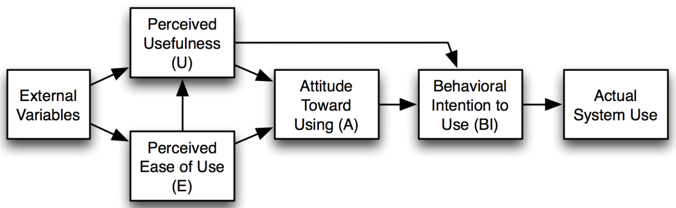 External
Variables
Perceived
Usefulness
(U)
Perceived
Ease of Use
(E)
Attitude
Toward
Using (A)
Behavioral
Intention to
Use (BI)
Actual
System Use